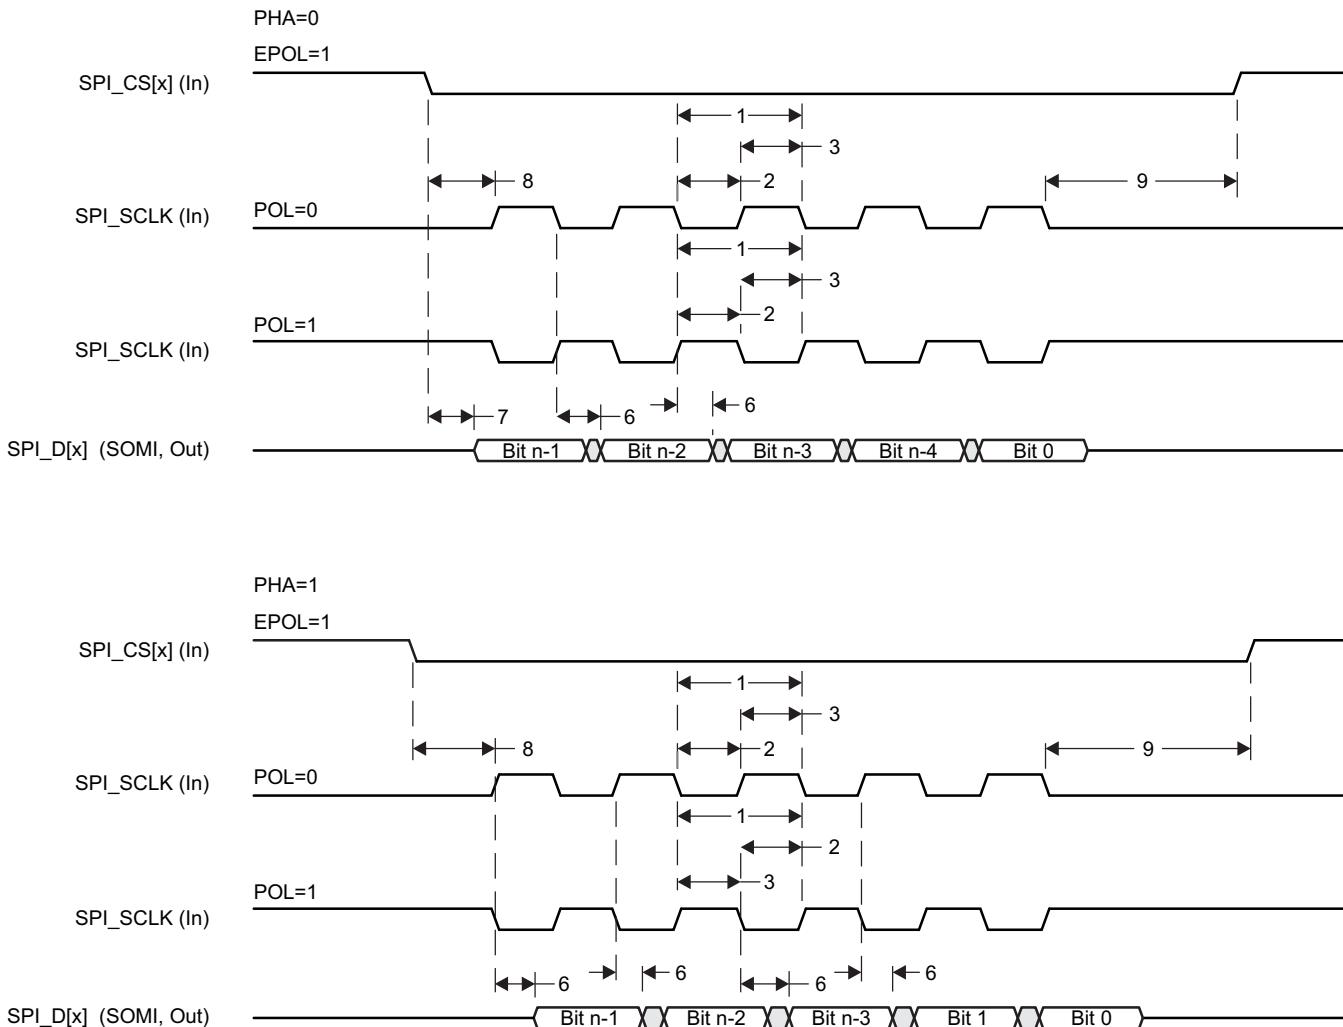 PHA=0
EPOL=1
SPI_CS[x] (In)
1
3
8 2 9
SPI_SCLK (In) POL=0
1
3
2
POL=1
SPI_SCLK (In)
7 6 6
SPI_D[x] (SOMI, Out) Bit n-1 Bit n-2 Bit n-3 Bit n-4 Bit 0
PHA=1
EPOL=1
SPI_CS[x] (In)
1
3
8 2 9
SPI_SCLK (In) POL=0
1
2
3
POL=1
SPI_SCLK (In)
6 6 6 6
SPI_D[x] (SOMI, Out) Bit n-1 Bit n-2 Bit n-3 Bit 1 Bit 0